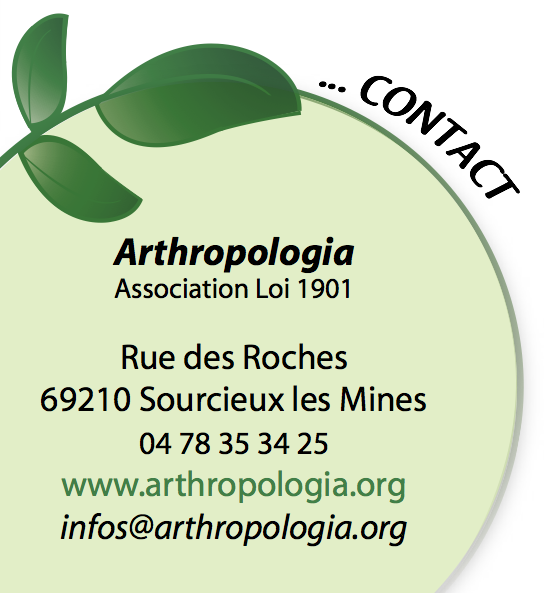 ... CONTACT
Arthropologia
Association Loi 1901
Rue des Roches
69210 Sourcieux les Mines
04 78 35 34 25
www.arthropologia.org
infos@arthropologia.org